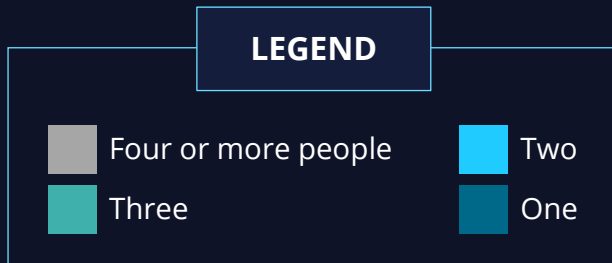 LEGEND
Four or more people
Two
Three
One